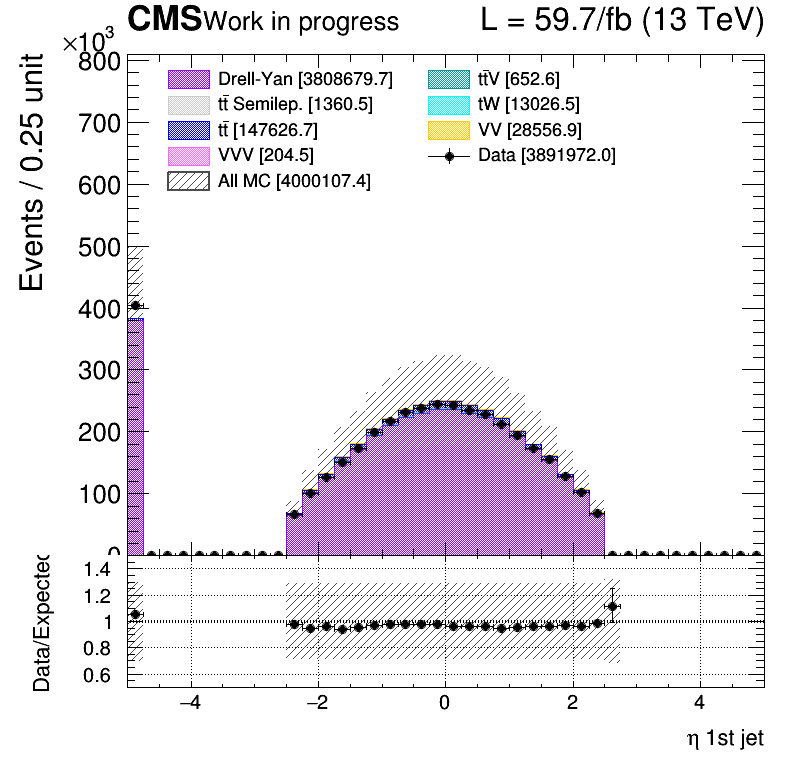 CMS Work in progress L = 59.7/fb (13 TeV)
×10³
Events / 0.25 unit
800
700
600
500
400
300
200
100
0
Drell-Yan [3808679.7]
tt̄ Semilep. [1360.5]
tt̄ [147626.7]
VVV [204.5]
All MC [4000107.4]
tt̄V [652.6]
tW [13026.5]
VV [28556.9]
Data [3891972.0]
Data/Expected
1.4
1.2
1
0.8
0.6
−4 −2 0 2 4
η 1st jet